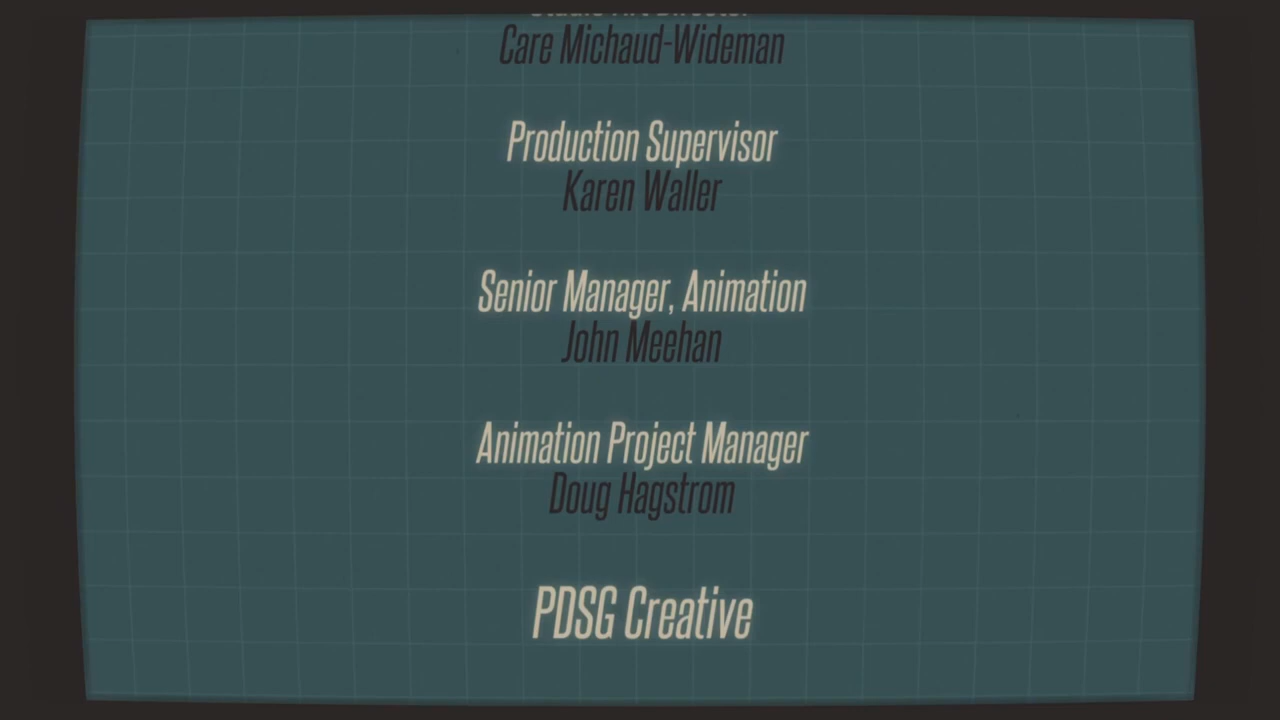 Care Michaud-Wideman
Production Supervisor
Karen Waller
Senior Manager, Animation
John Meehan
Animation Project Manager
Doug Hagstrom
PDSG Creative